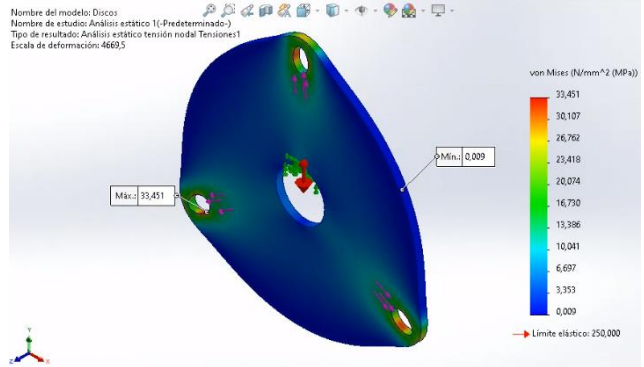 Nombre del modelo: Discos
Nombre de estudio: Análisis estático 1(-Predeterminado-)
Tipo de resultado: Análisis estático tensión nodal Tensiones1
Escala de deformación: 4669,5
von Mises (N/mm^2 (MPa))
33,451
30,107
26,762
23,418
20,074
16,730
13,386
10,041
6,697
3,353
0,009
Límite elástico: 250,000
Mín.: 0,009
Máx.: 33,451
Y
Z
X